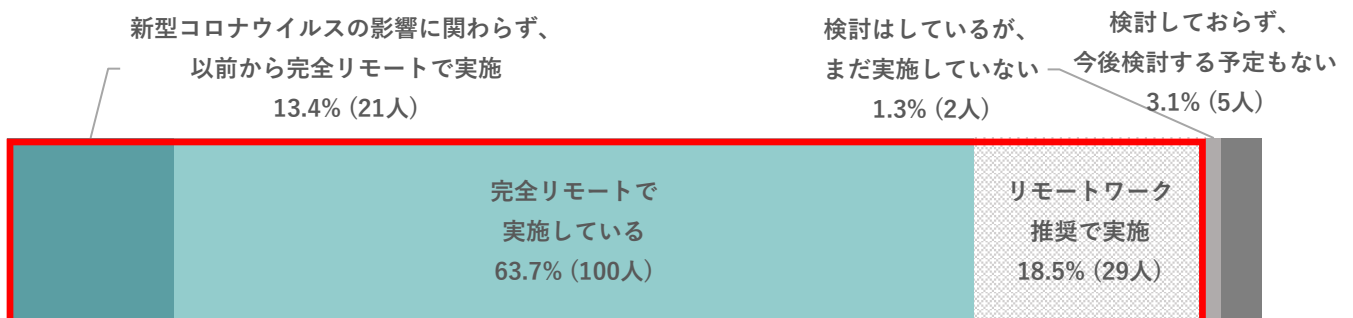 新型コロナウイルスの影響に関わらず、
以前から完全リモートで実施
13.4% (21人)
検討はしているが、
まだ実施していない
1.3% (2人)
検討しておらず、
今後検討する予定もない
3.1% (5人)
完全リモートで
実施している
63.7% (100人)
リモートワーク
推奨で実施
18.5% (29人)